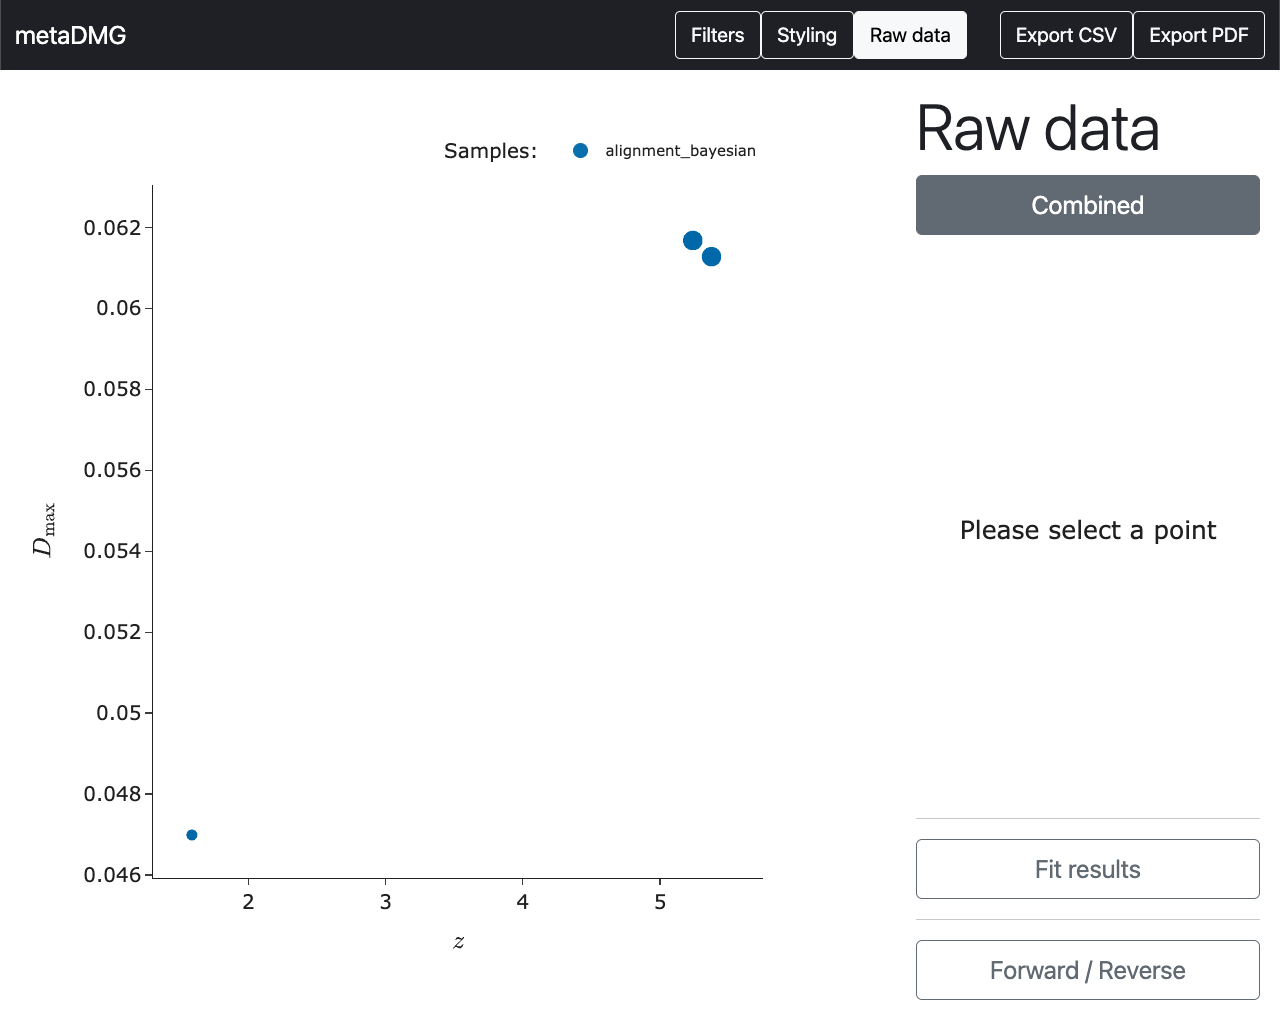 metaDMG
Filters Styling Raw data Export CSV Export PDF
Raw data
Combined
Samples: alignment_bayesian
0.062
0.06
0.058
0.056
0.054
0.052
0.05
0.048
0.046
D_max
2 3 4 5
z
Please select a point
Fit results
Forward / Reverse